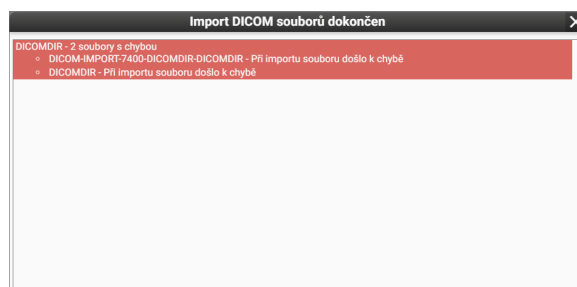 Import DICOM souborů dokončen
DICOMDIR - 2 soubory s chybou
DICOM-IMPORT-7400-DICOMDIR-DICOMDIR - Při importu souboru došlo k chybě
DICOMDIR - Při importu souboru došlo k chybě